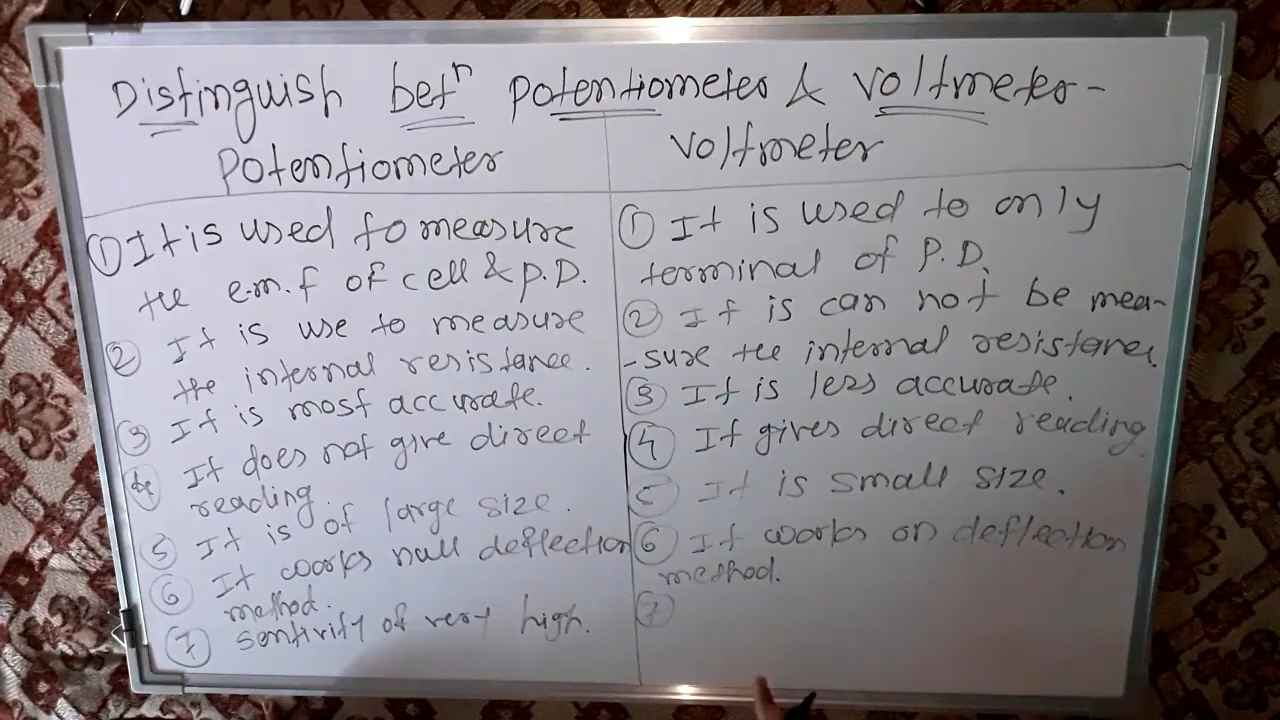 Distinguish betn potentiometer & voltmeter-
Potentiometer
① It is used to measure
the e.m.f of cell & p.D.
② It is use to measure
the internal resistance.
③ It is most accurate.
④ It does not give direct
reading.
⑤ It is of large size.
⑥ It works null deflection
method.
⑦ sentivity of very high.
voltmeter
① It is used to only
terminal of P.D.
② It is can not be mea-
-sure the internal resistance.
③ It is less accurate.
④ It gives direct reading.
⑤ It is small size.
⑥ It works on deflection
method.
⑦